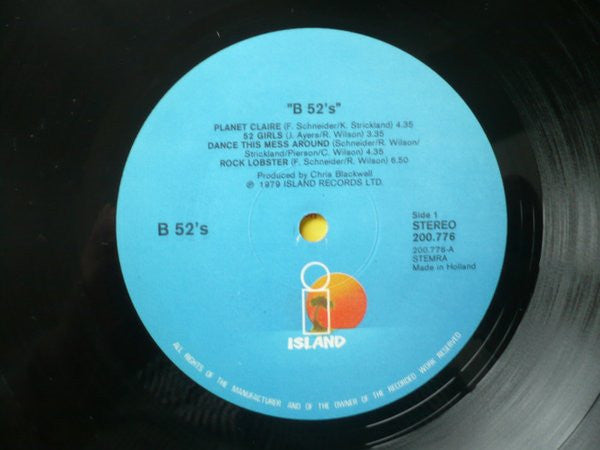 "B 52's"
PLANET CLAIRE (F. Schneider/K. Strickland) 4.35
52 GIRLS (J. Ayers/R. Wilson) 3.35
DANCE THIS MESS AROUND (Schneider/R. Wilson/
Strickland/Pierson/C. Wilson) 4.35
ROCK LOBSTER (F. Schneider/R. Wilson) 6.50
Produced by Chris Blackwell
℗ 1979 ISLAND RECORDS LTD.
B 52's
Side 1
STEREO
200.776
200.776-A
STEMRA
Made in Holland
i
ISLAND
ALL RIGHTS OF THE MANUFACTURER AND OF THE OWNER OF THE RECORDED WORK RESERVED